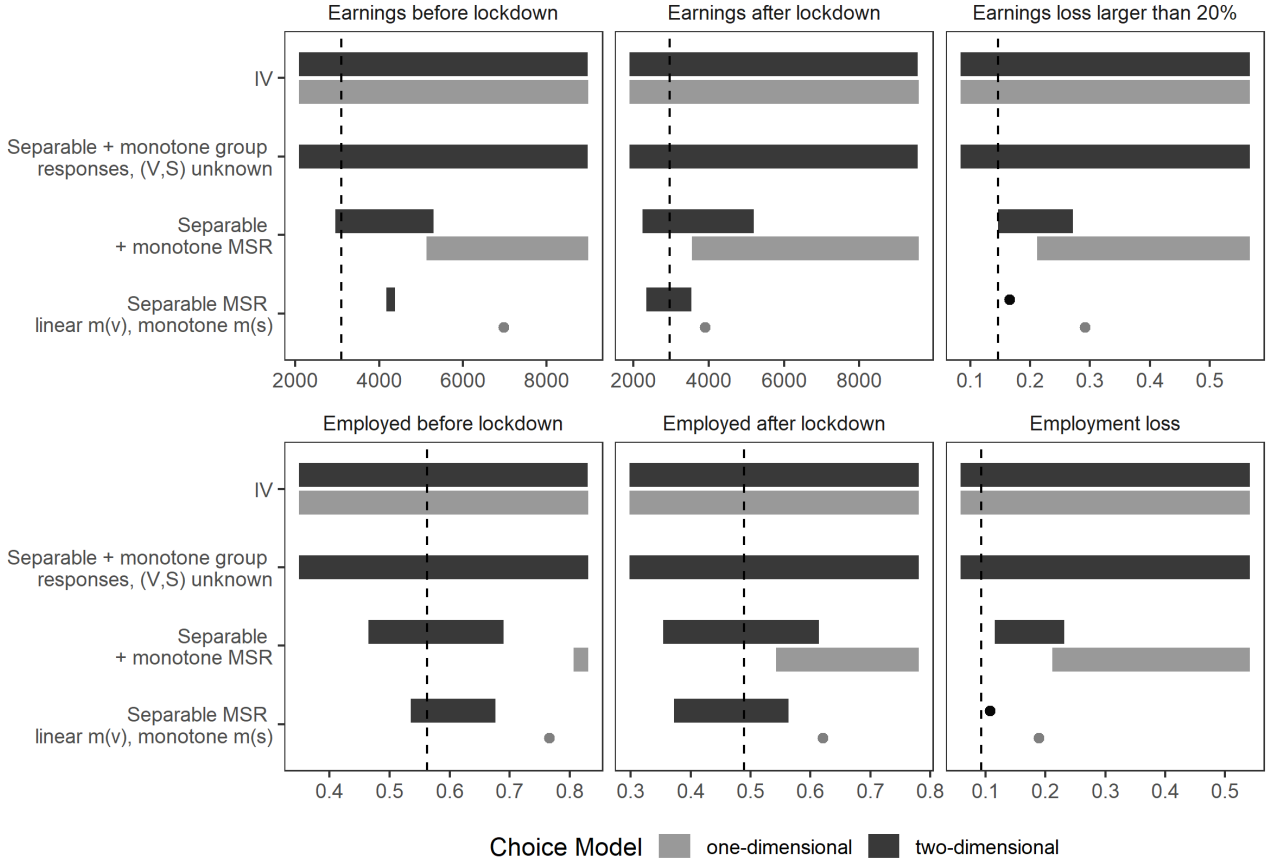 Earnings before lockdown
Earnings after lockdown
Earnings loss larger than 20%
IV
Separable + monotone group
responses, (V,S) unknown
Separable
+ monotone MSR
Separable MSR
linear m(v), monotone m(s)
2000 4000 6000 8000
2000 4000 6000 8000
0.1 0.2 0.3 0.4 0.5
Employed before lockdown
Employed after lockdown
Employment loss
IV
Separable + monotone group
responses, (V,S) unknown
Separable
+ monotone MSR
Separable MSR
linear m(v), monotone m(s)
0.4 0.5 0.6 0.7 0.8
0.3 0.4 0.5 0.6 0.7 0.8
0.1 0.2 0.3 0.4 0.5
Choice Model one-dimensional two-dimensional